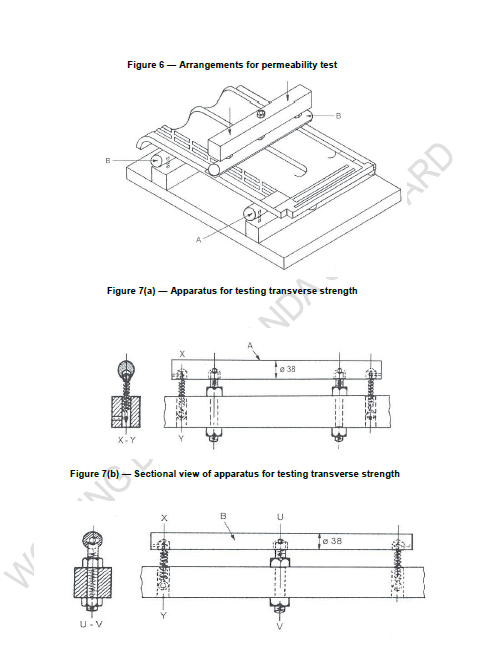 Figure 6 — Arrangements for permeability test
B
B
A
Figure 7(a) — Apparatus for testing transverse strength
X
A
ø 38
X - Y
Y
Figure 7(b) — Sectional view of apparatus for testing transverse strength
X
B
U
ø 38
Y
U - V
V